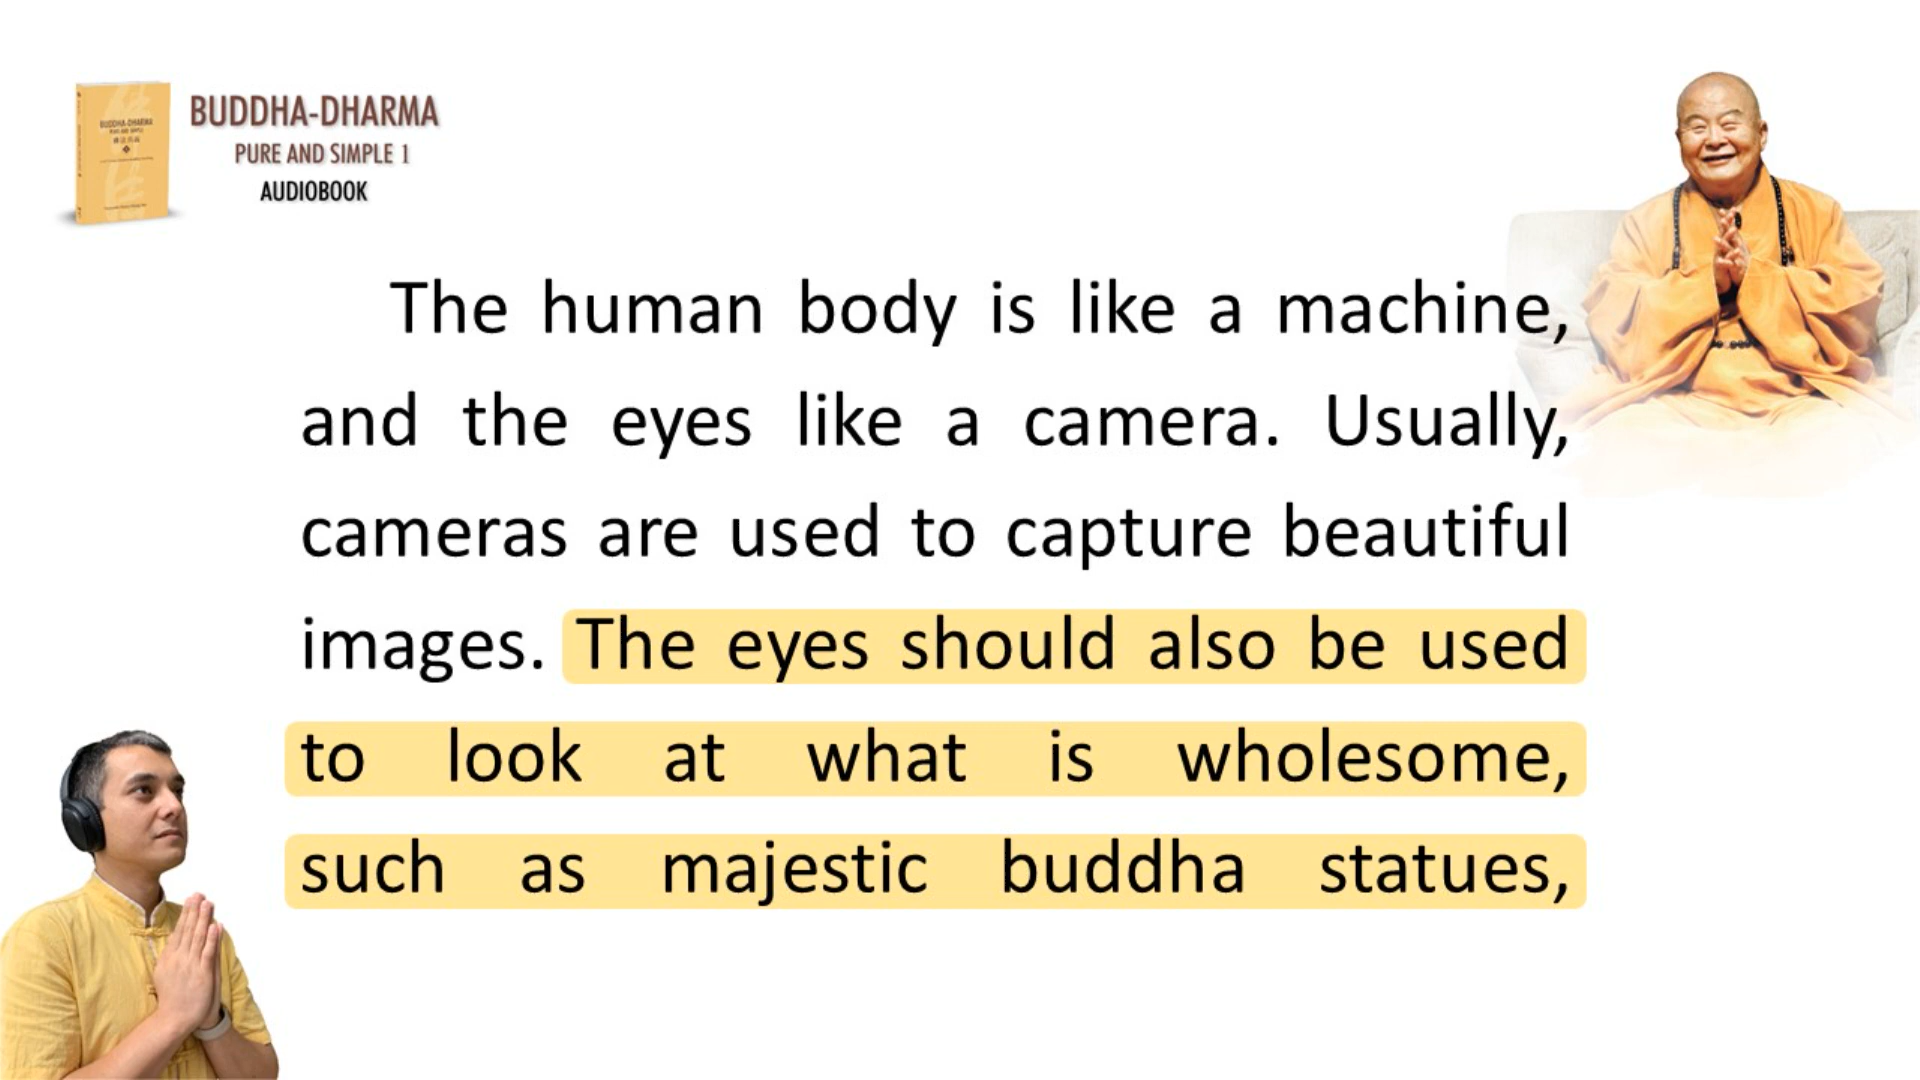 BUDDHA-DHARMA
PURE AND SIMPLE 1
AUDIOBOOK
BUDDHA-DHARMA
The human body is like a machine,
and the eyes like a camera. Usually,
cameras are used to capture beautiful
images. The eyes should also be used
to look at what is wholesome,
such as majestic buddha statues,